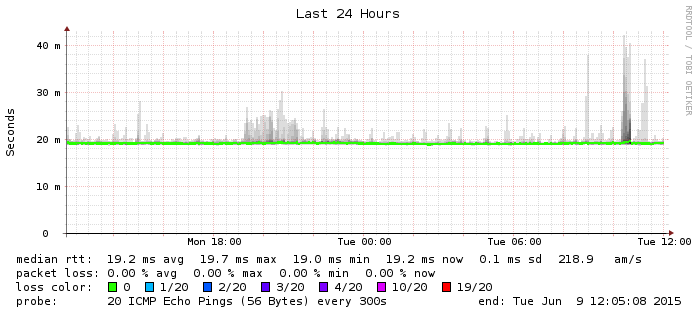 Last 24 Hours
RRDTOOL / TOBI OETIKER
Seconds
40 m
30 m
20 m
10 m
0
Mon 18:00 Tue 00:00 Tue 06:00 Tue 12:00
median rtt: 19.2 ms avg 19.7 ms max 19.0 ms min 19.2 ms now 0.1 ms sd 218.9 am/s
packet loss: 0.00 % avg 0.00 % max 0.00 % min 0.00 % now
loss color: 0 1/20 2/20 3/20 4/20 10/20 19/20
probe: 20 ICMP Echo Pings (56 Bytes) every 300s end: Tue Jun 9 12:05:08 2015